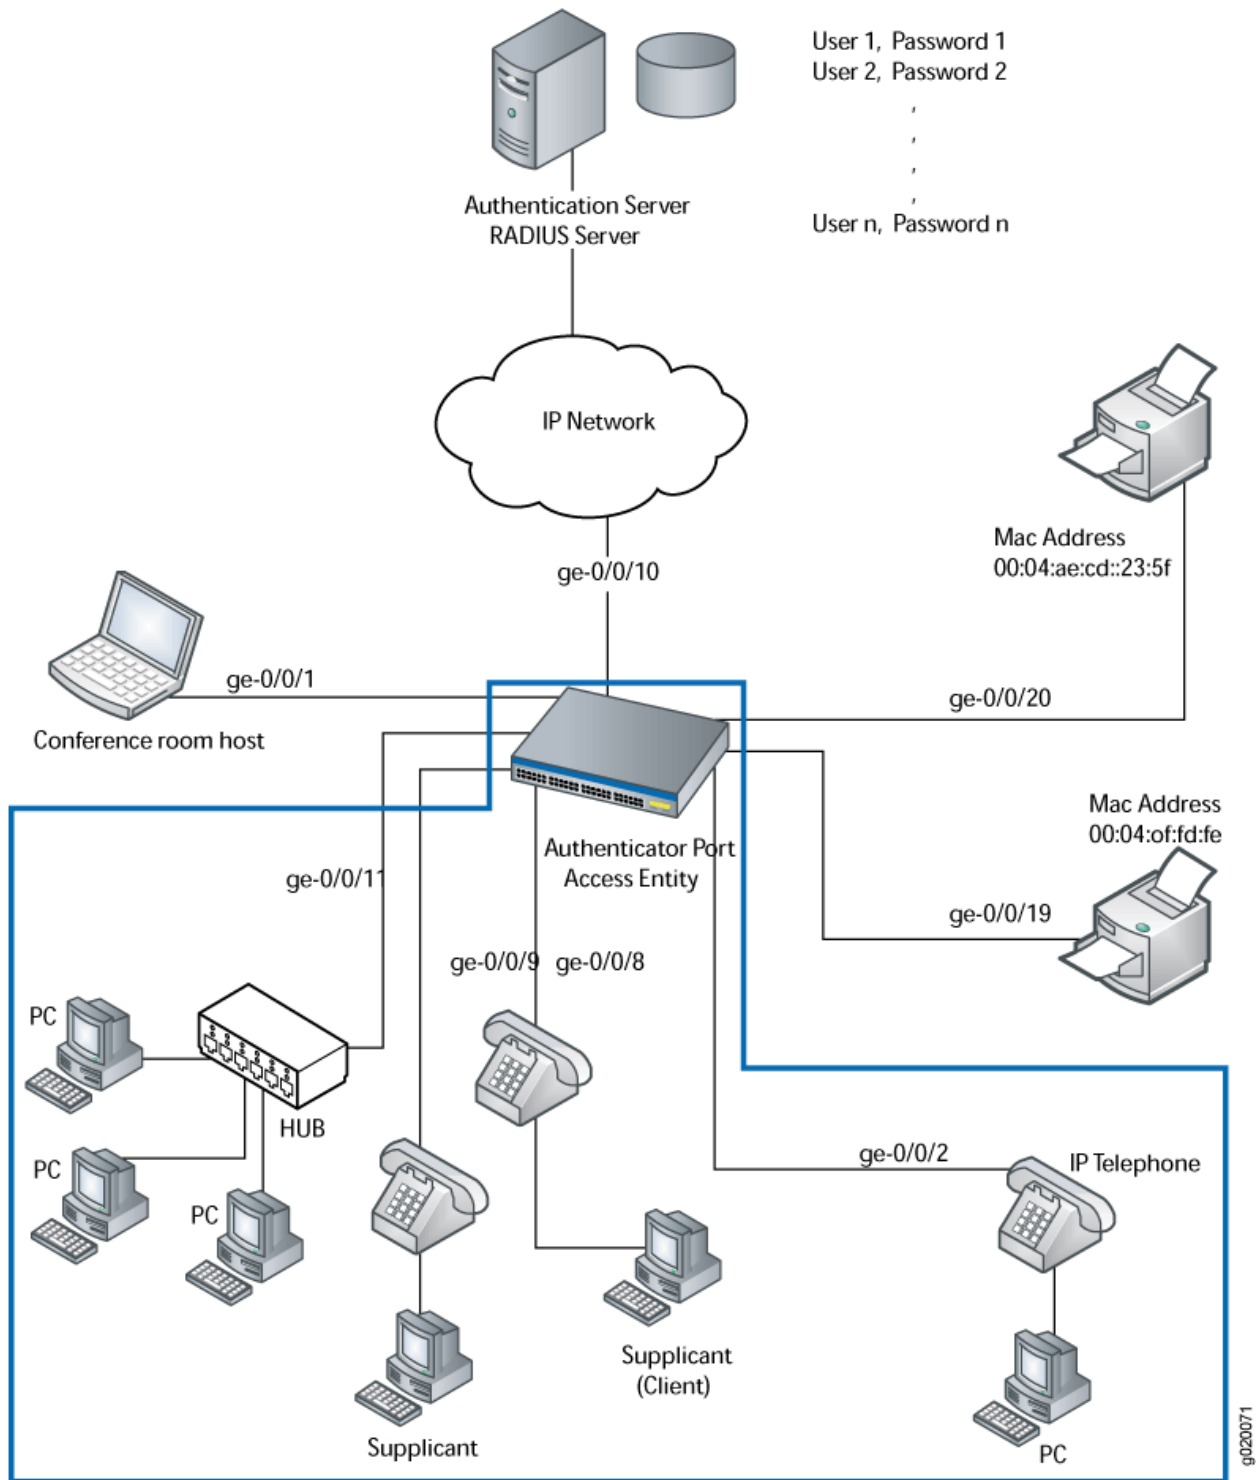 User 1, Password 1
User 2, Password 2
,
,
,
,
User n, Password n
Authentication Server
RADIUS Server
IP Network
Mac Address
00:04:ae:cd::23:5f
ge-0/0/10
ge-0/0/1
ge-0/0/20
Conference room host
Mac Address
00:04:of:fd:fe
Authenticator Port
Access Entity
ge-0/0/11
ge-0/0/19
ge-0/0/9
ge-0/0/8
PC
HUB
PC
PC
ge-0/0/2
IP Telephone
Supplicant
(Client)
Supplicant
PC
g020071